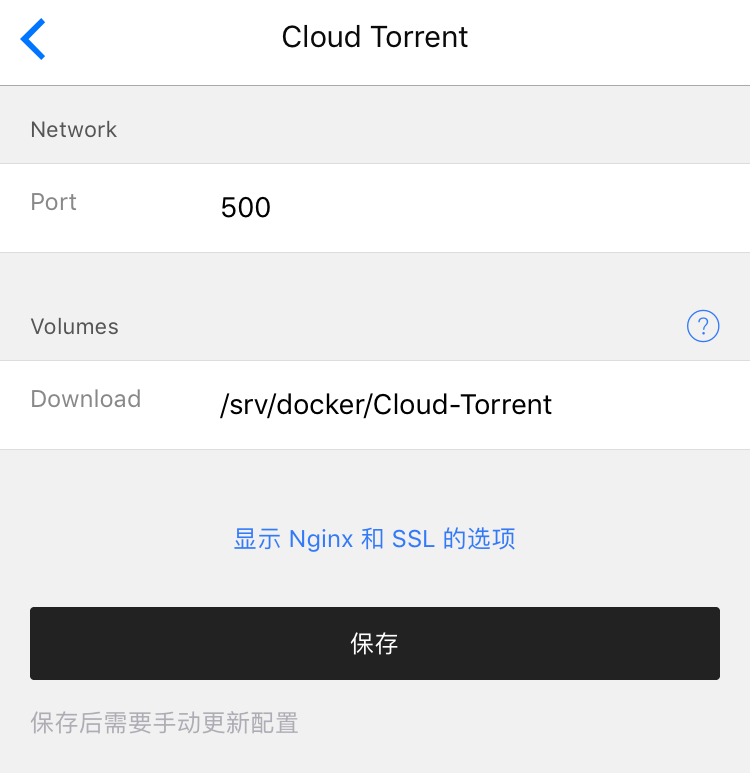 Cloud Torrent
Network
Port 500
Volumes ?
Download /srv/docker/Cloud-Torrent
显示 Nginx 和 SSL 的选项
保存
保存后需要手动更新配置